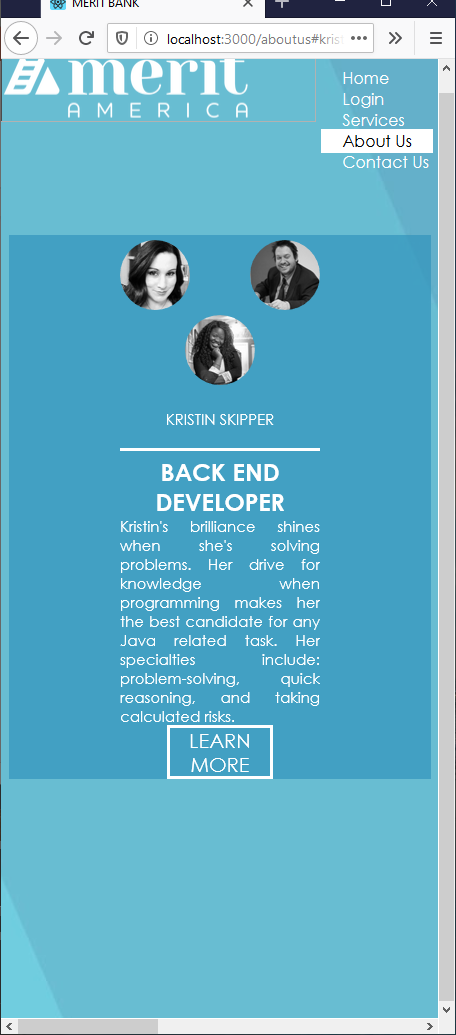 MERIT BANK
localhost:3000/aboutus#krist
merit
AMERICA
Home
Login
Services
About Us
Contact Us
KRISTIN SKIPPER
BACK END
DEVELOPER
Kristin's brilliance shines
when she's solving
problems. Her drive for
knowledge when
programming makes her
the best candidate for any
Java related task. Her
specialties include:
problem-solving, quick
reasoning, and taking
calculated risks.
LEARN
MORE